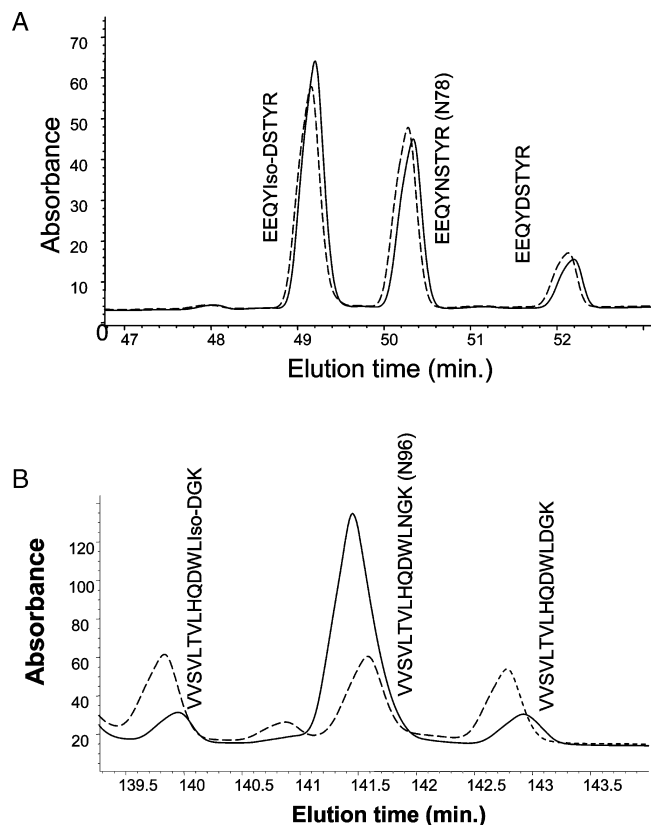 A
Absorbance
70
60
50
40
30
20
10
0
EEQYIso-DSTYR
EEQYNSTYR (N78)
EEQYDSTYR
47
48
49
50
51
52
Elution time (min.)
B
Absorbance
120
100
80
60
40
20
VVSVLTVLHQDWLIso-DGK
VVSVLTVLHQDWLNGK (N96)
VVSVLTVLHQDWLDGK
139.5
140
140.5
141
141.5
142
142.5
143
143.5
Elution time (min.)